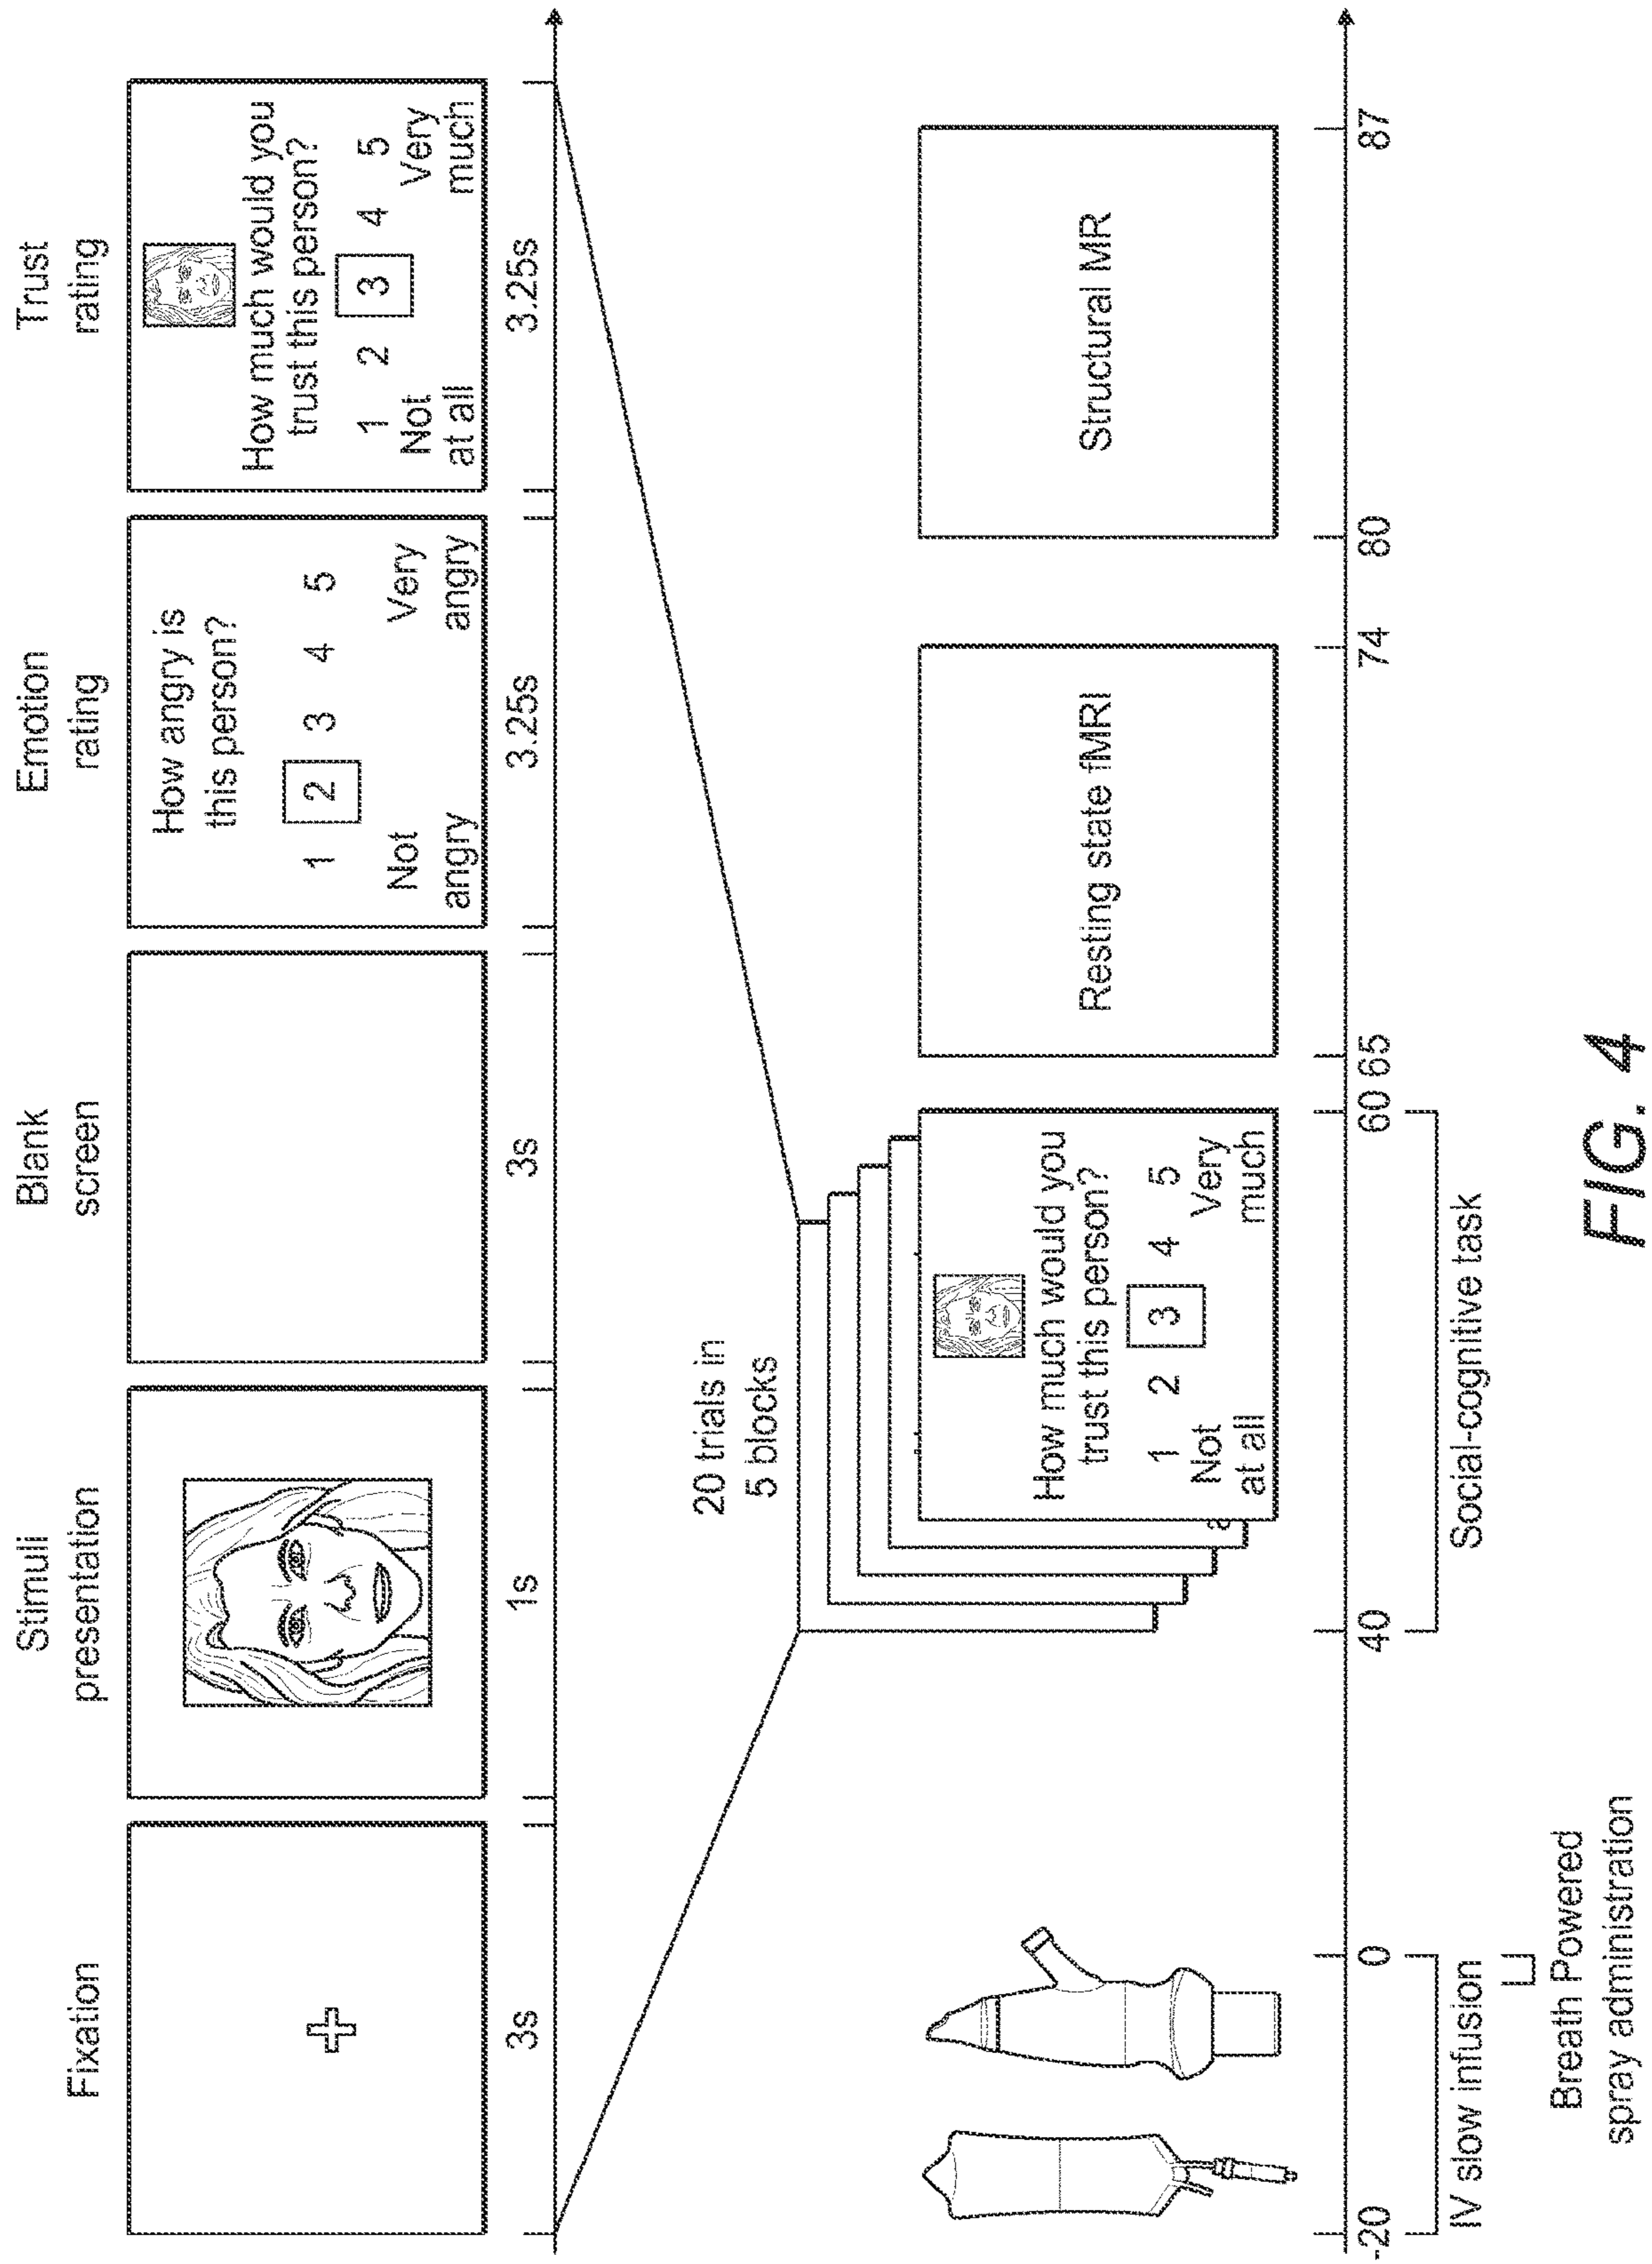 Fixation
Stimuli
presentation
Blank
screen
Emotion
rating
Trust
rating
How angry is
this person?
1 2 3 4 5
Not
angry
Very
angry
How much would you
trust this person?
1 2 3 4 5
Not
at all
Very
much
3s
1s
3s
3.25s
3.25s
20 trials in
5 blocks
How much would you
trust this person?
1 2 3 4 5
Not
at all
Very
much
Resting state fMRI
Structural MR
-20 0 40 60 65 74 80 87
IV slow infusion
Social-cognitive task
Breath Powered
spray administration
FIG. 4